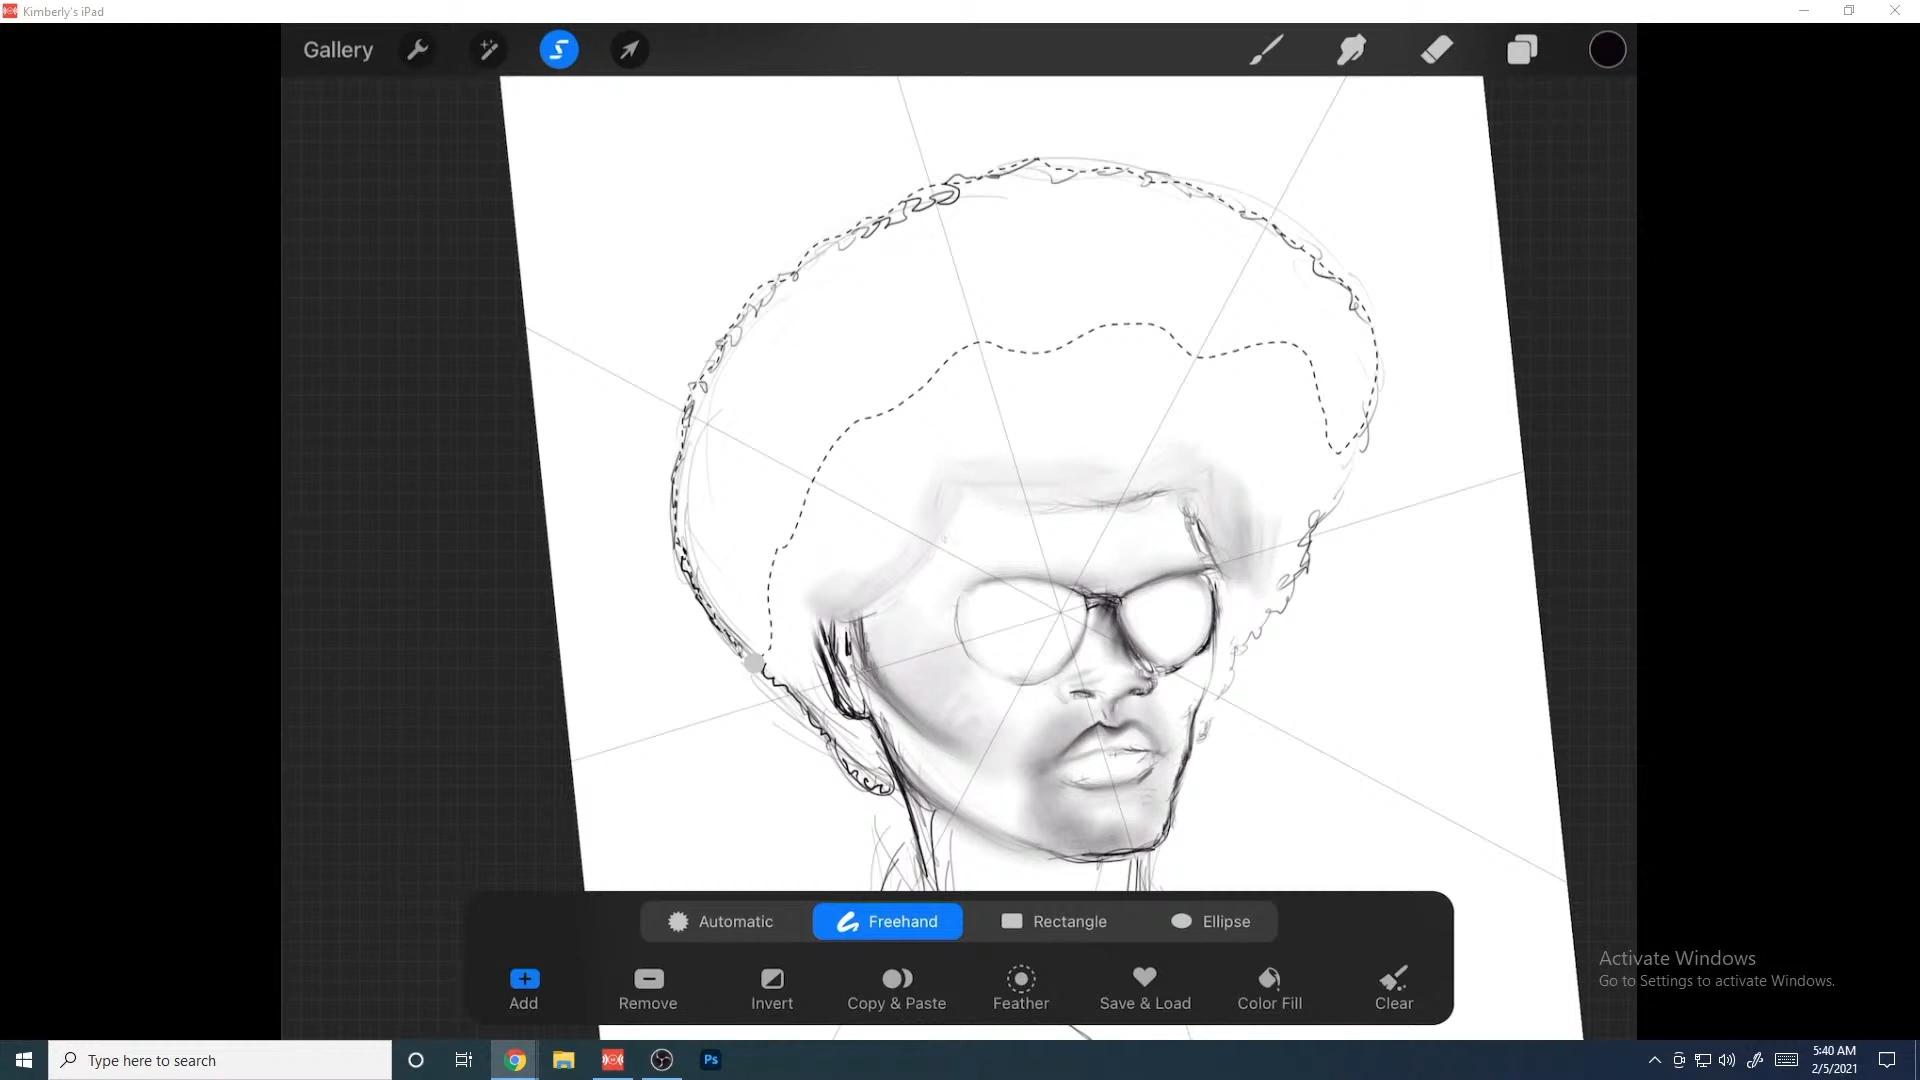 Kimberly's iPad
Gallery
Automatic
Freehand
Rectangle
Ellipse
Add
Remove
Invert
Copy & Paste
Feather
Save & Load
Color Fill
Clear
Activate Windows
Go to Settings to activate Windows.
Type here to search
Ps
5:40 AM
2/5/2021